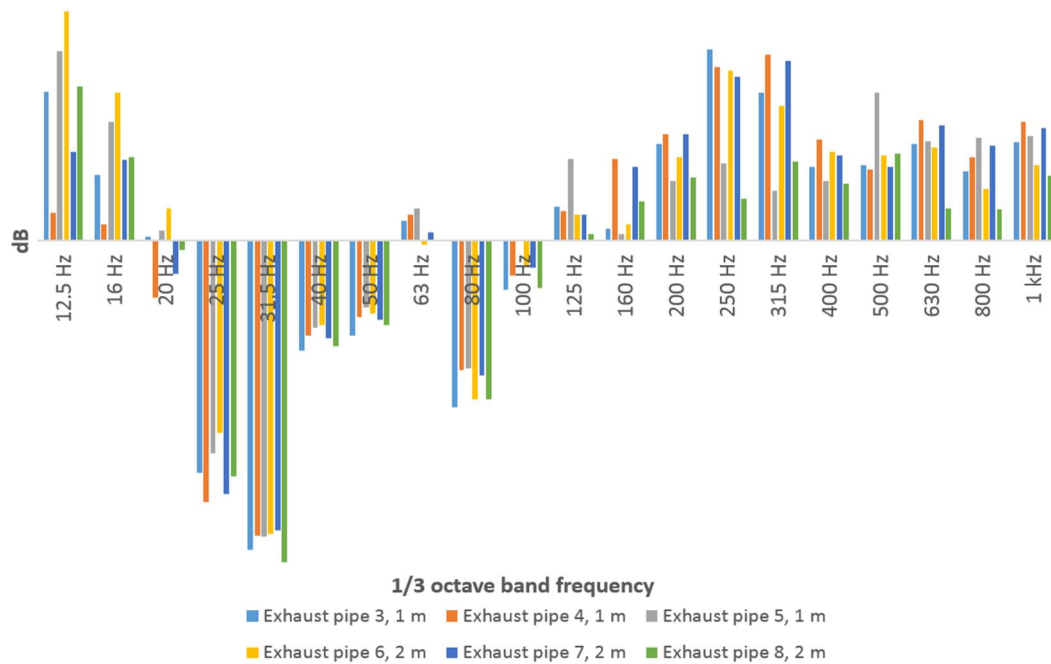 dB
12.5 Hz
16 Hz
20 Hz
25 Hz
31.5 Hz
40 Hz
50 Hz
63 Hz
80 Hz
100 Hz
125 Hz
160 Hz
200 Hz
250 Hz
315 Hz
400 Hz
500 Hz
630 Hz
800 Hz
1 kHz
1/3 octave band frequency
Exhaust pipe 3, 1 m Exhaust pipe 4, 1 m Exhaust pipe 5, 1 m
Exhaust pipe 6, 2 m Exhaust pipe 7, 2 m Exhaust pipe 8, 2 m